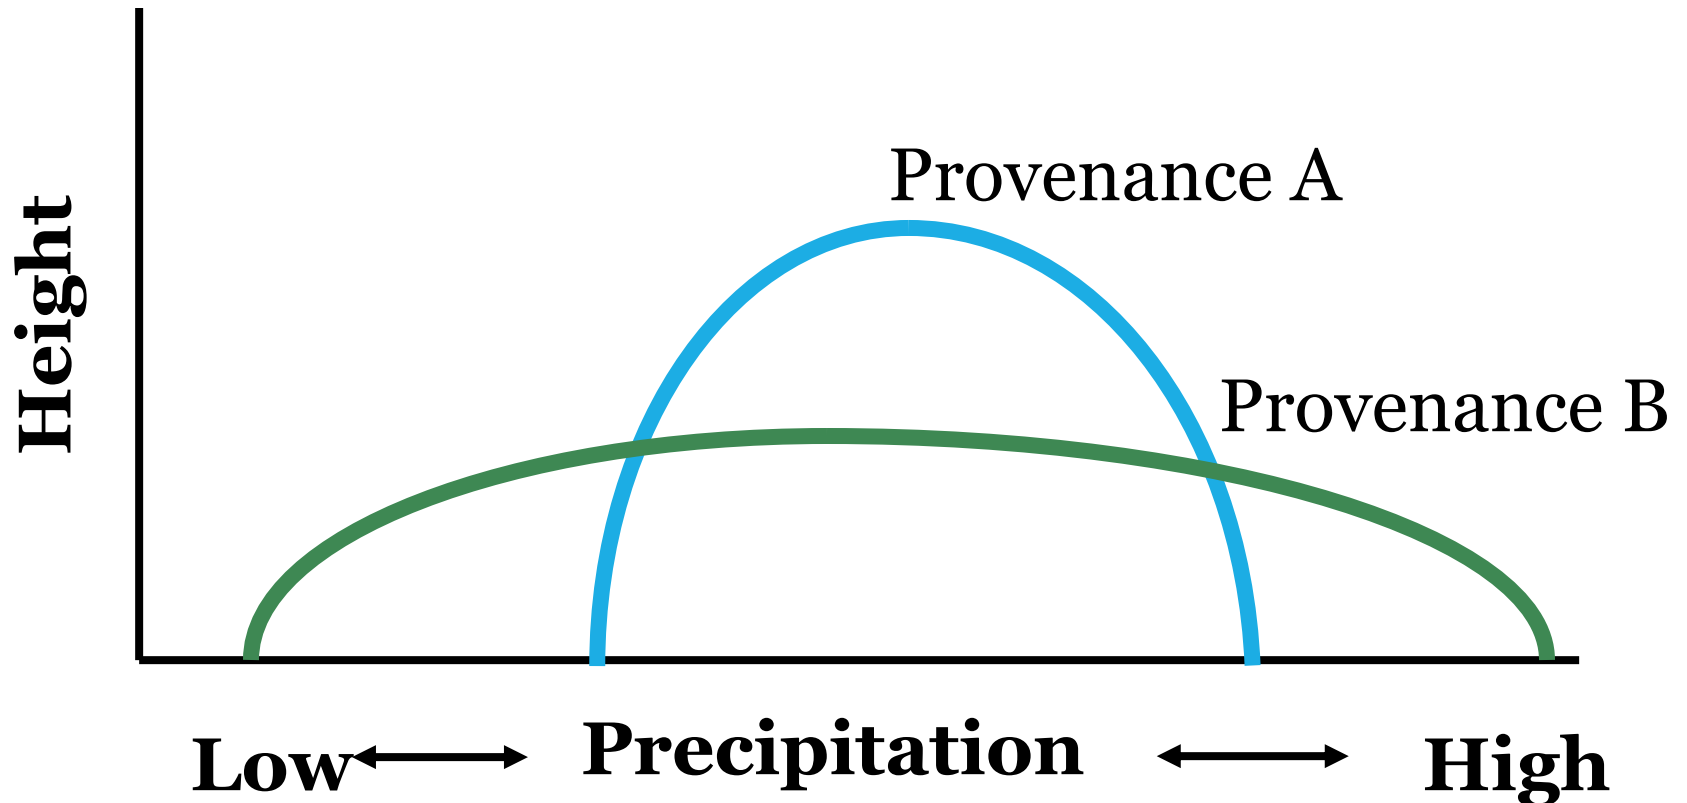 Provenance A
Height
Provenance B
Low
Precipitation
High